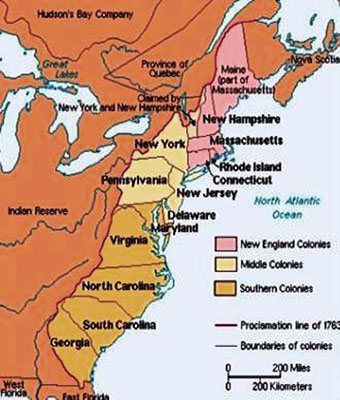 Hudson's Bay Company
Great
Lakes
Province of
Quebec
Maine
(part of
Massachusetts)
Nova Scotia
Claimed by
New York and New Hampshire
New Hampshire
New York
Massachusetts
Rhode Island
Connecticut
Pennsylvania
New Jersey
North Atlantic
Ocean
Indian Reserve
Delaware
Maryland
Virginia
New England Colonies
Middle Colonies
Southern Colonies
North Carolina
South Carolina
Proclamation line of 1763
Boundaries of colonies
Georgia
0 200 Miles
0 200 Kilometers
West
Florida
East Florida